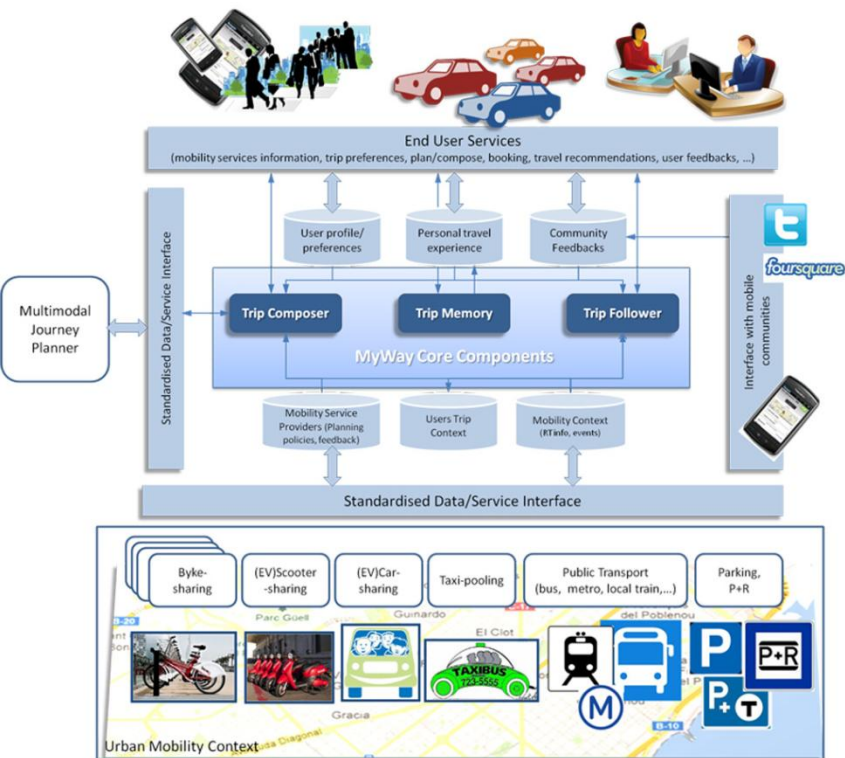 End User Services
(mobility services information, trip preferences, plan/compose, booking, travel recommendations, user feedbacks, ...)
User profile/
preferences
Personal travel
experience
Community
Feedbacks
foursquare
Standardised Data/Service Interface
Interface with mobile
communities
Multimodal
Journey
Planner
Trip Composer
Trip Memory
Trip Follower
MyWay Core Components
Mobility Service
Providers (Planning
policies, feedback)
Users Trip
Context
Mobility Context
(RT info, events)
Standardised Data/Service Interface
Byke-
sharing
(EV)Scooter
-sharing
(EV)Car-
sharing
Taxi-pooling
Public Transport
(bus, metro, local train,...)
Parking,
P+R
B-20
Parc Güell
Guinardo
del Poblenou
El Clot
TAXIBUS
723-5555
P
P+R
P+T
M
Gracia
B-10
Diagonal
Urban Mobility Context